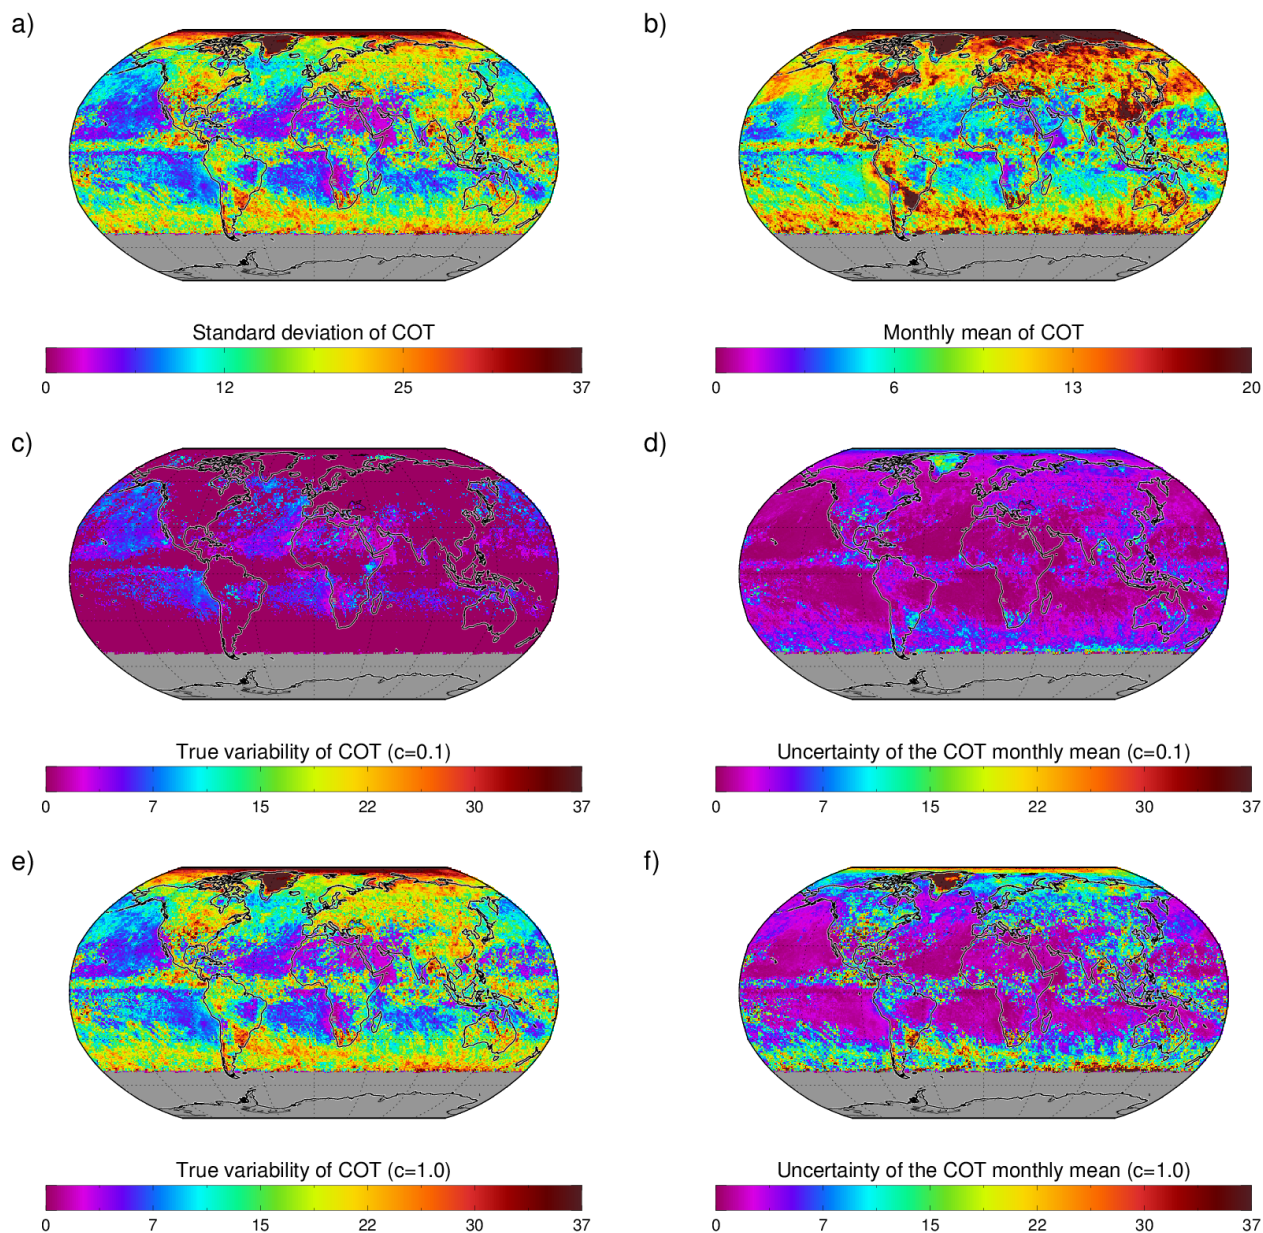 a)
b)
Standard deviation of COT
0 12 25 37
Monthly mean of COT
0 6 13 20
c)
d)
True variability of COT (c=0.1)
0 7 15 22 30 37
Uncertainty of the COT monthly mean (c=0.1)
0 7 15 22 30 37
e)
f)
True variability of COT (c=1.0)
0 7 15 22 30 37
Uncertainty of the COT monthly mean (c=1.0)
0 7 15 22 30 37